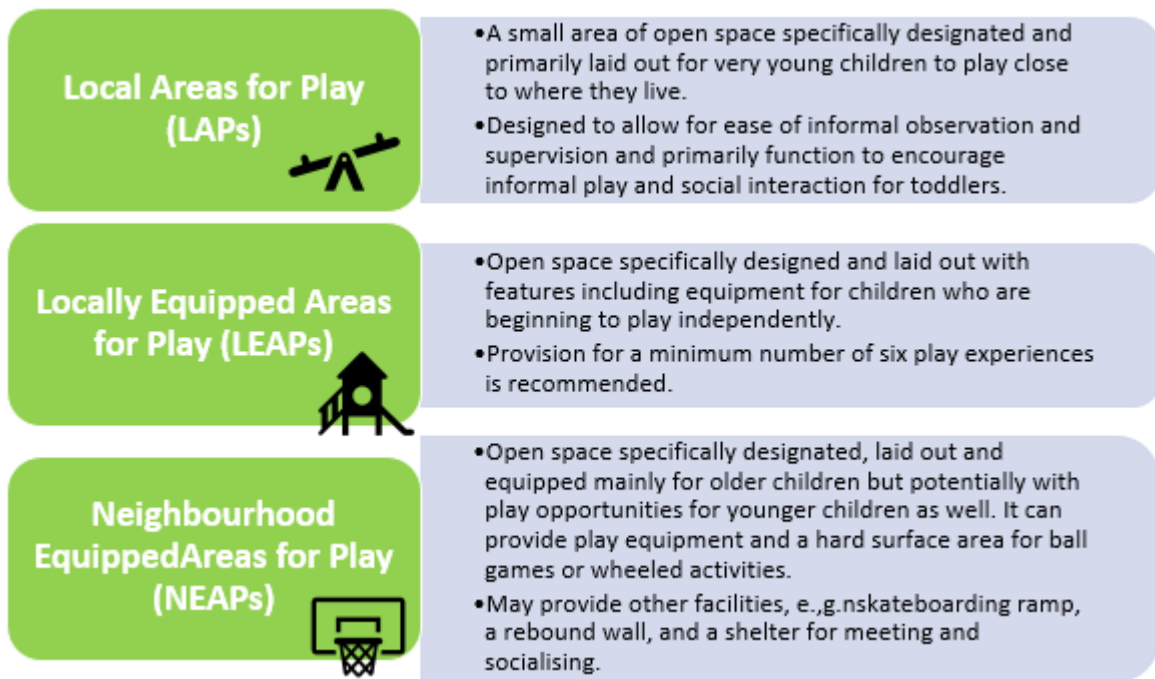 Local Areas for Play
(LAPs)
•A small area of open space specifically designated and
primarily laid out for very young children to play close
to where they live.
•Designed to allow for ease of informal observation and
supervision and primarily function to encourage
informal play and social interaction for toddlers.
Locally Equipped Areas
for Play (LEAPs)
•Open space specifically designed and laid out with
features including equipment for children who are
beginning to play independently.
•Provision for a minimum number of six play experiences
is recommended.
Neighbourhood
EquippedAreas for Play
(NEAPs)
•Open space specifically designated, laid out and
equipped mainly for older children but potentially with
play opportunities for younger children as well. It can
provide play equipment and a hard surface area for ball
games or wheeled activities.
•May provide other facilities, e.,g.nskateboarding ramp,
a rebound wall, and a shelter for meeting and
socialising.